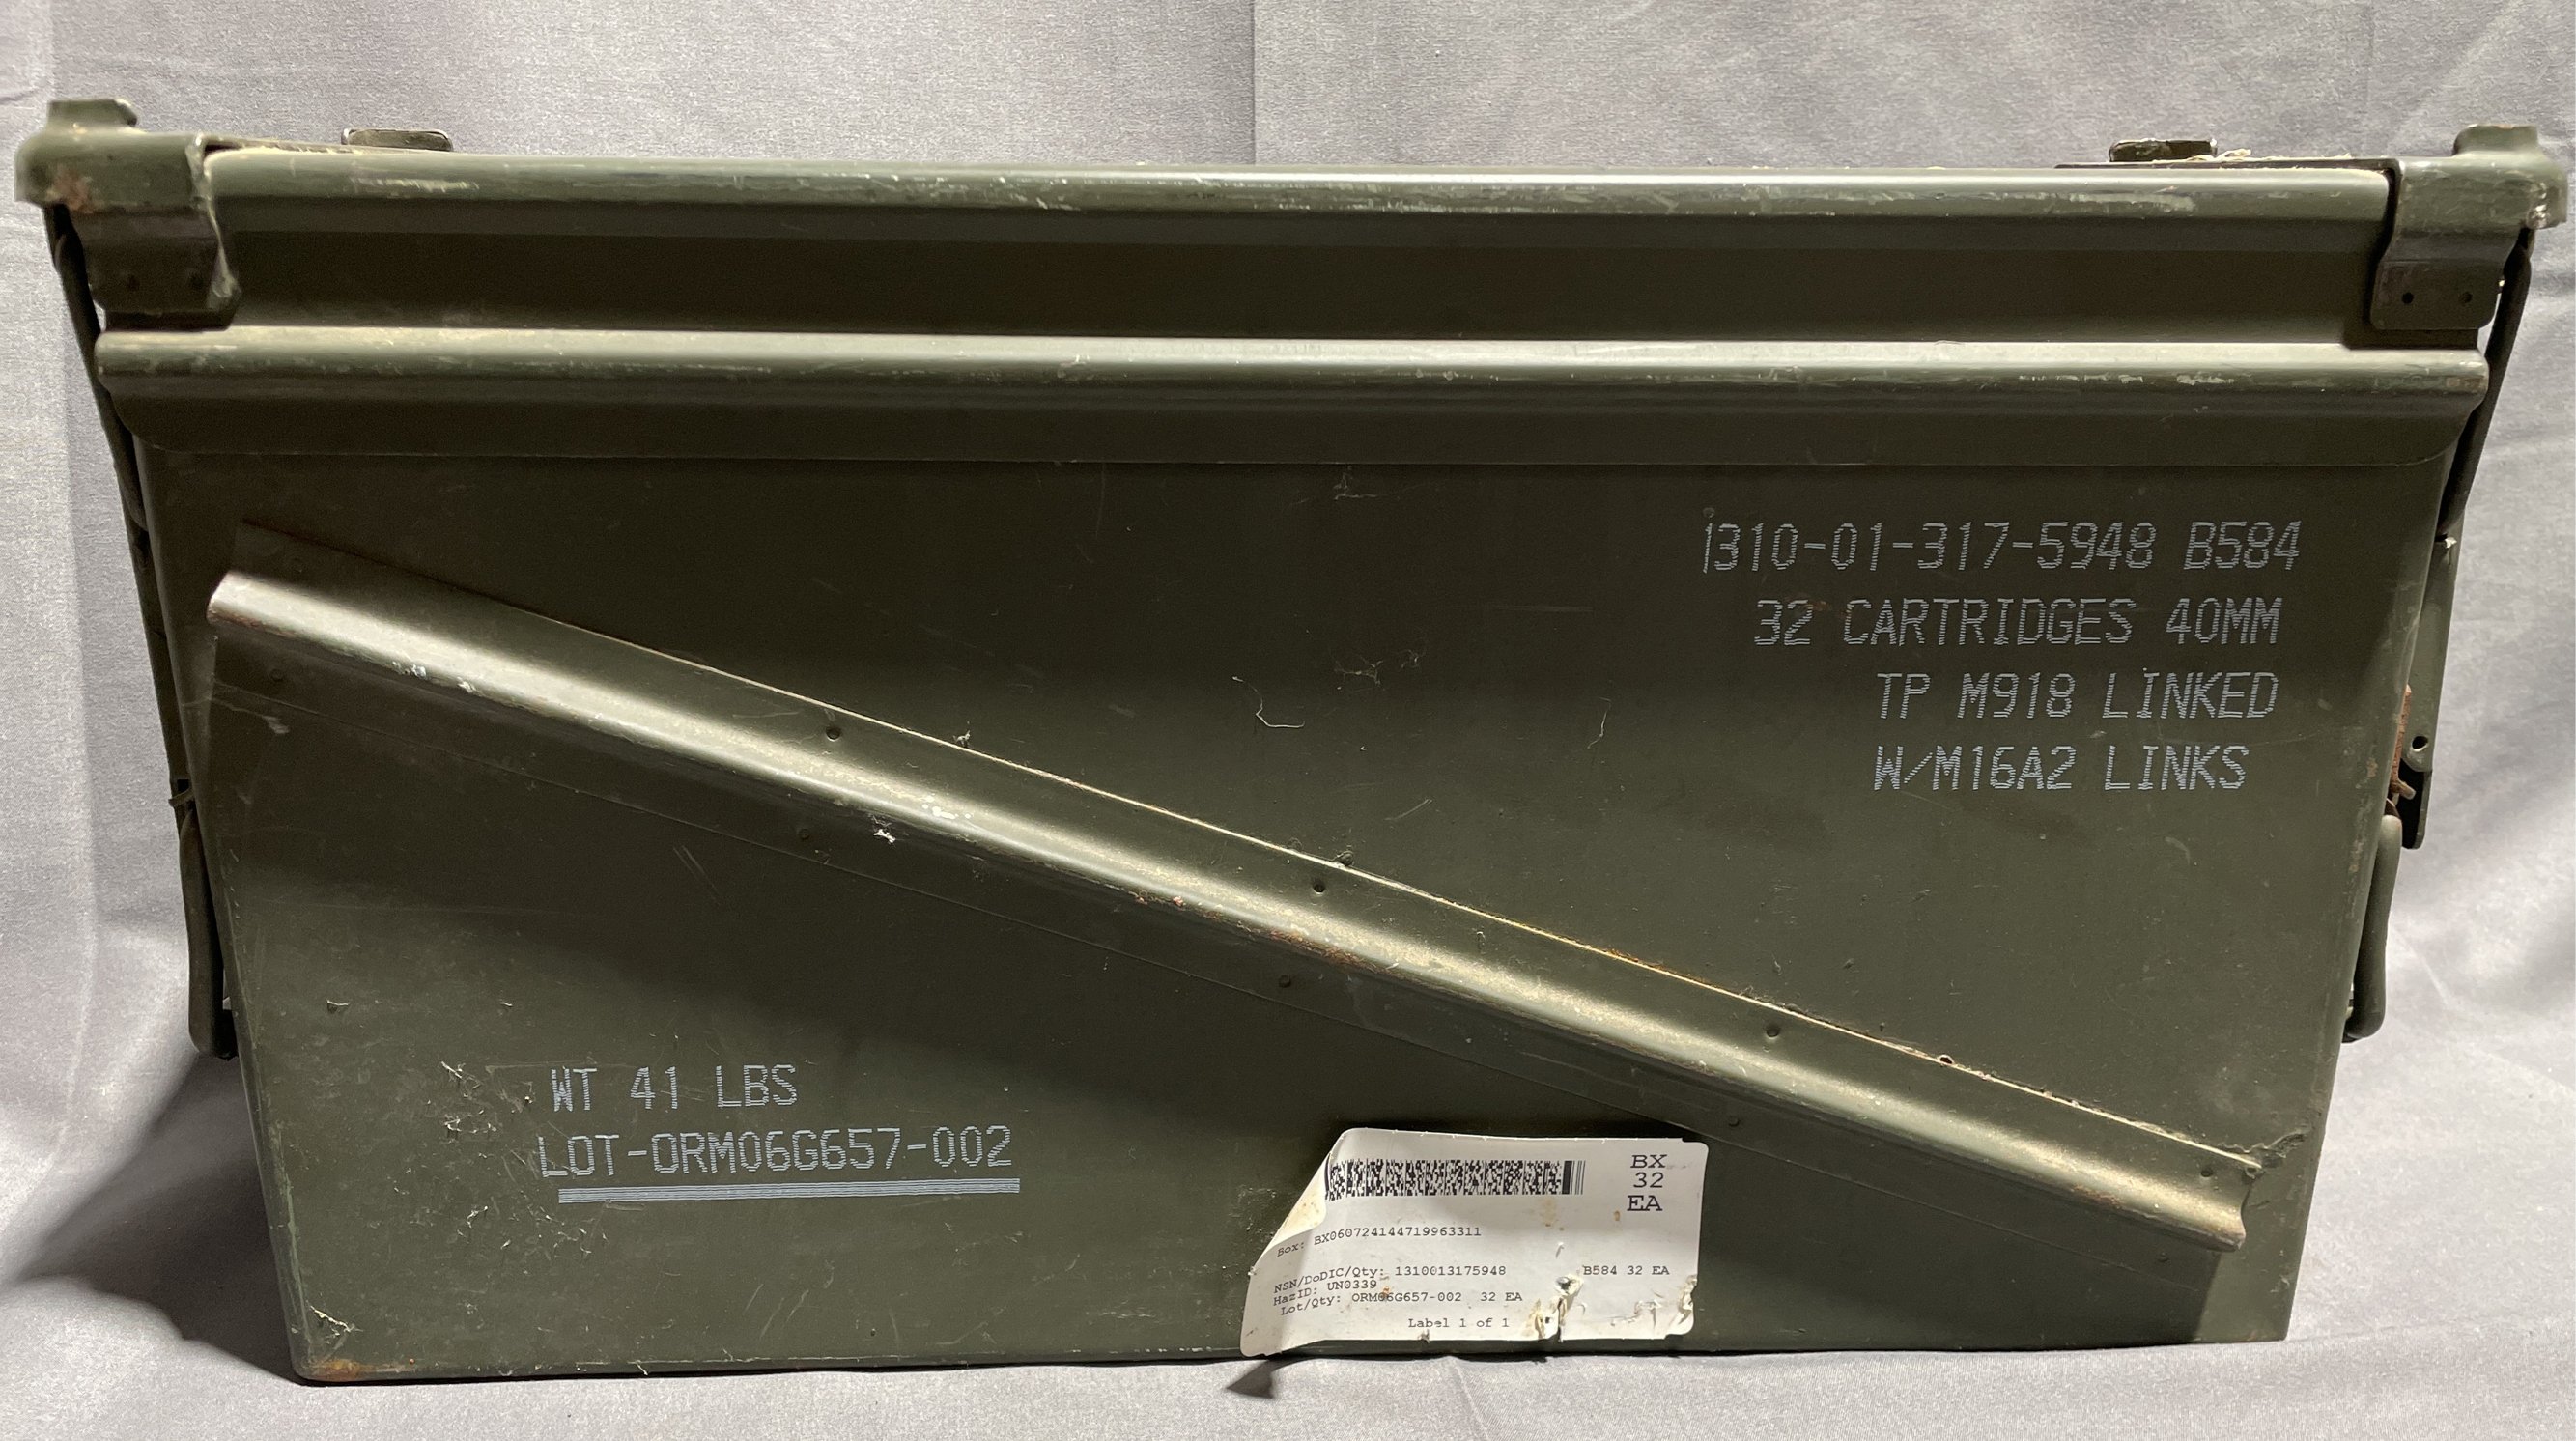 1310-01-317-5948 B584
32 CARTRIDGES 40MM
TP M918 LINKED
W/M16A2 LINKS
WT 41 LBS
LOT-ORM06G657-002
BX
32
EA
Box: BX060724144719963311
NSN/DoDIC/Qty: 1310013175948 B584 32 EA
HazID: UN0339
Lot/Qty: ORM06G657-002 32 EA
Label 1 of 1